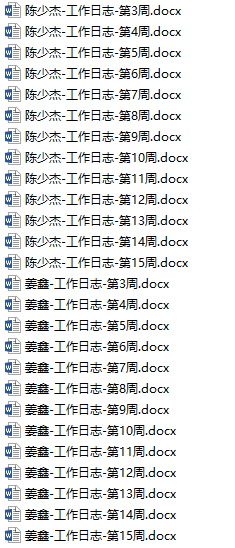 陈少杰-工作日志-第3周.docx
陈少杰-工作日志-第4周.docx
陈少杰-工作日志-第5周.docx
陈少杰-工作日志-第6周.docx
陈少杰-工作日志-第7周.docx
陈少杰-工作日志-第8周.docx
陈少杰-工作日志-第9周.docx
陈少杰-工作日志-第10周.docx
陈少杰-工作日志-第11周.docx
陈少杰-工作日志-第12周.docx
陈少杰-工作日志-第13周.docx
陈少杰-工作日志-第14周.docx
陈少杰-工作日志-第15周.docx
姜鑫-工作日志-第3周.docx
姜鑫-工作日志-第4周.docx
姜鑫-工作日志-第5周.docx
姜鑫-工作日志-第6周.docx
姜鑫-工作日志-第7周.docx
姜鑫-工作日志-第8周.docx
姜鑫-工作日志-第9周.docx
姜鑫-工作日志-第10周.docx
姜鑫-工作日志-第11周.docx
姜鑫-工作日志-第12周.docx
姜鑫-工作日志-第13周.docx
姜鑫-工作日志-第14周.docx
姜鑫-工作日志-第15周.docx